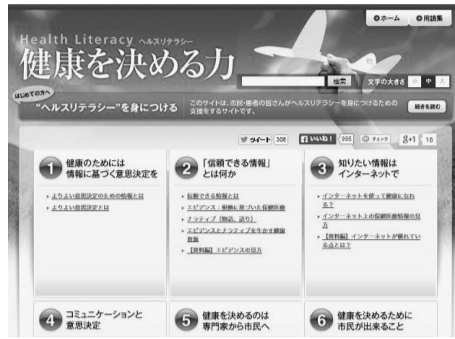 ホーム 用語集
Health Literacy ヘルスリテラシー
健康を決める力
検索 文字の大きさ 小 中 大
はじめての方へ
"ヘルスリテラシー"を身につける
このサイトは、市民・患者の皆さんがヘルスリテラシーを身につけるための
支援をするサイトです。
続きを読む
ツイート 308 いいね! 995 チェック g+1 16
1 健康のためには
情報に基づく意思決定を
よりよい意思決定のための情報とは
よりよい意思決定とは
2 「信頼できる情報」
とは何か
信頼できる情報とは
エビデンス:根拠に基づいた保健医療
ナラティブ(物語、語り)
エビデンスとナラティブを生かす健康
資源
【資料編】エビデンスの見方
3 知りたい情報は
インターネットで
インターネットを使って健康になれ
る?
インターネット上の保健医療情報の見
方
【資料編】インターネットが優れてい
る点とは?
4 コミュニケーションと
意思決定
5 健康を決めるのは
専門家から市民へ
6 健康を決めるために
市民が出来ること